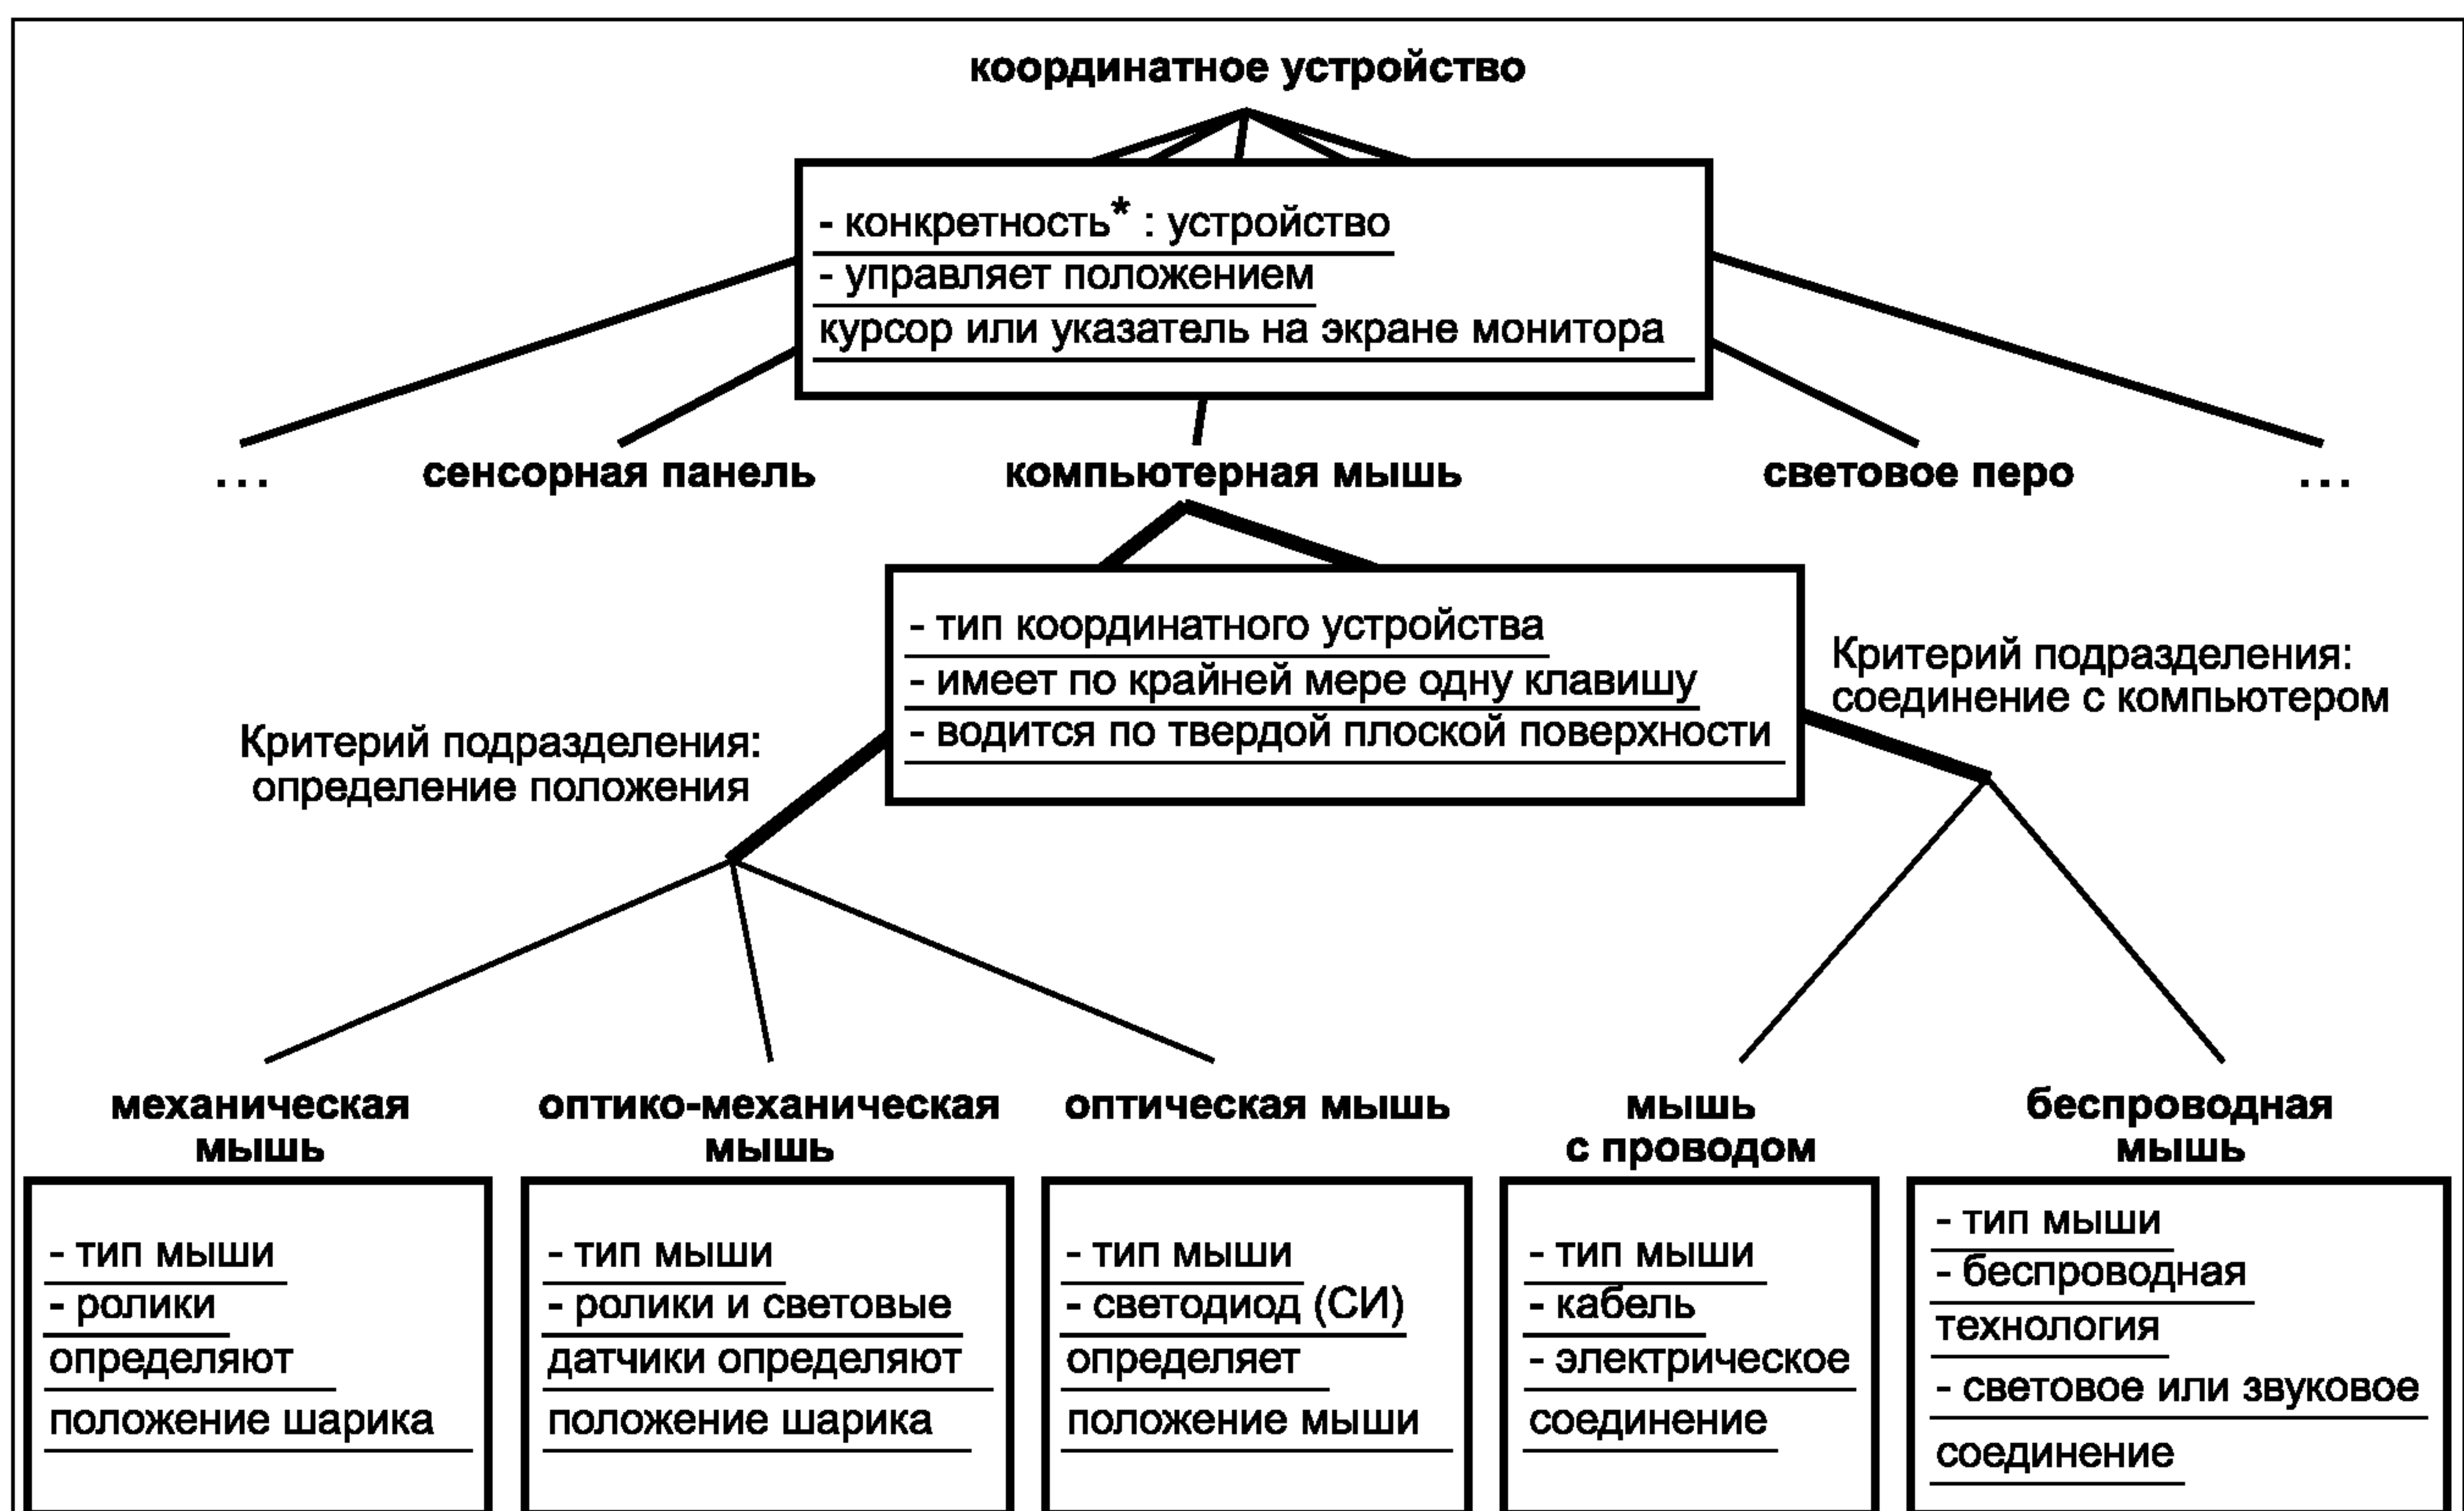 координатное устройство
- конкретность* : устройство
- управляет положением
курсор или указатель на экране монитора
...
сенсорная панель
компьютерная мышь
световое перо
...
- тип координатного устройства
- имеет по крайней мере одну клавишу
- водится по твердой плоской поверхности
Критерий подразделения:
соединение с компьютером
Критерий подразделения:
определение положения
механическая
мышь
- тип мыши
- ролики
определяют
положение шарика
оптико-механическая
мышь
- тип мыши
- ролики и световые
датчики определяют
положение шарика
оптическая мышь
- тип мыши
- светодиод (СИ)
определяет
положение мыши
мышь
с проводом
- тип мыши
- кабель
- электрическое
соединение
беспроводная
мышь
- тип мыши
- беспроводная
технология
- световое или звуковое
соединение